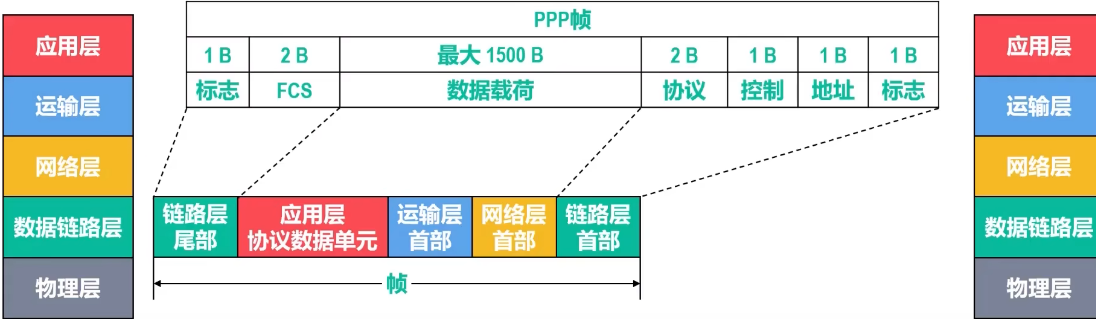 PPP帧
1 B 2 B 最大 1500 B 2 B 1 B 1 B 1 B
标志 FCS 数据载荷 协议 控制 地址 标志
应用层
运输层
网络层
数据链路层
物理层
链路层
尾部
应用层
协议数据单元
运输层
首部
网络层
首部
链路层
首部
帧
应用层
运输层
网络层
数据链路层
物理层